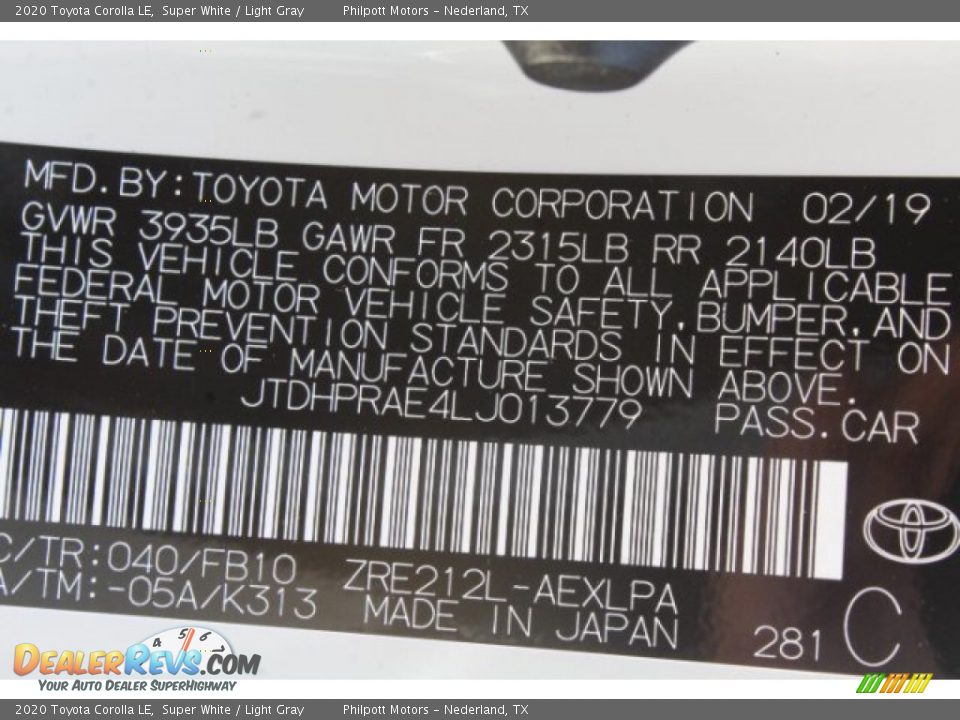 2020 Toyota Corolla LE, Super White / Light Gray Philpott Motors – Nederland, TX
MFD. BY: TOYOTA MOTOR CORPORATION 02/19
GVWR 3935LB GAWR FR 2315LB RR 2140LB
THIS VEHICLE CONFORMS TO ALL APPLICABLE
FEDERAL MOTOR VEHICLE SAFETY, BUMPER, AND
THEFT PREVENTION STANDARDS IN EFFECT ON
THE DATE OF MANUFACTURE SHOWN ABOVE.
JTDHPRAE4LJ013779 PASS. CAR
C/TR: 040/FB10 ZRE212L-AEXLPA
A/TM: -05A/K313 MADE IN JAPAN 281 C
4 5 6
DealerRevs.com
Your Auto Dealer SuperHighway
2020 Toyota Corolla LE, Super White / Light Gray Philpott Motors – Nederland, TX